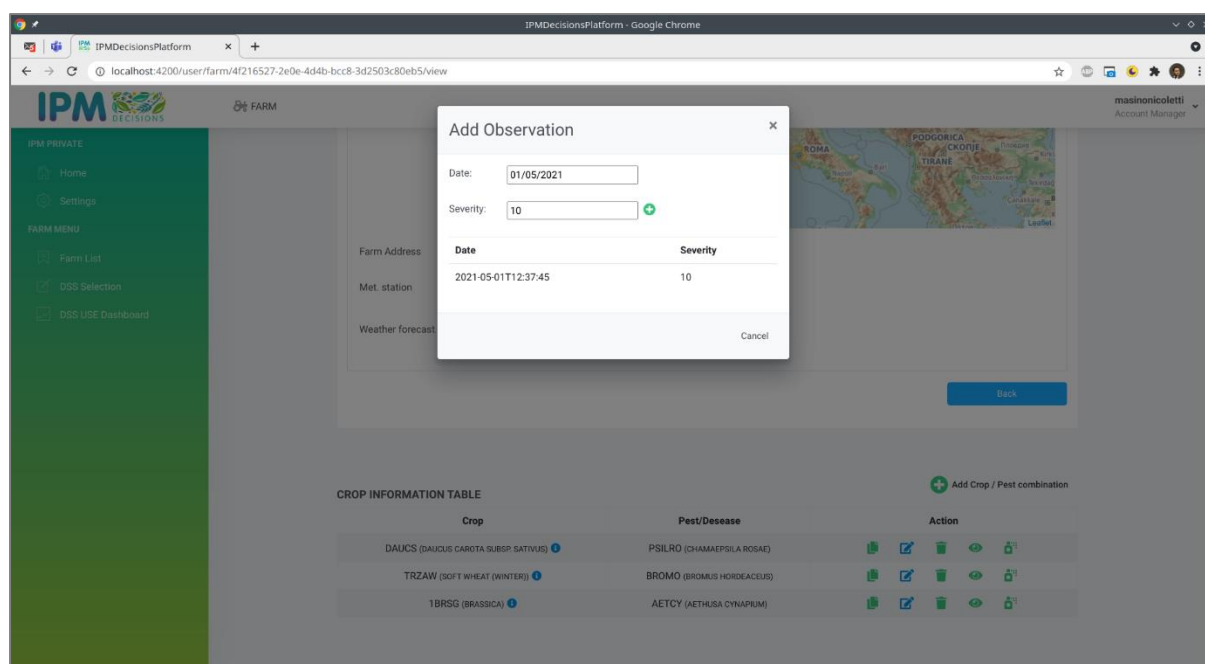 IPMDecisionsPlatform - Google Chrome
IPMDecisionsPlatform
localhost:4200/user/farm/4f216527-2e0e-4d4b-bcc8-3d2503c80eb5/view
IPM DECISIONS
FARM
masinonicoletti
Account Manager
IPM PRIVATE
Home
Settings
FARM MENU
Farm List
DSS Selection
DSS USE Dashboard
Add Observation
×
Date: 01/05/2021
Severity: 10
Date Severity
2021-05-01T12:37:45 10
Cancel
ROMA
PODGORICA
СКОПЈЕ
TIRANË
Leaflet
Farm Address
Met. station
Weather forecast
Back
Add Crop / Pest combination
CROP INFORMATION TABLE
Crop Pest/Desease Action
DAUCS (DAUCUS CAROTA SUBSP. SATIVUS) PSILRO (CHAMAEPSILA ROSAE)
TRZAW (SOFT WHEAT (WINTER)) BROMO (BROMUS HORDEACEUS)
1BRSG (BRASSICA) AETCY (AETHUSA CYNAPIUM)